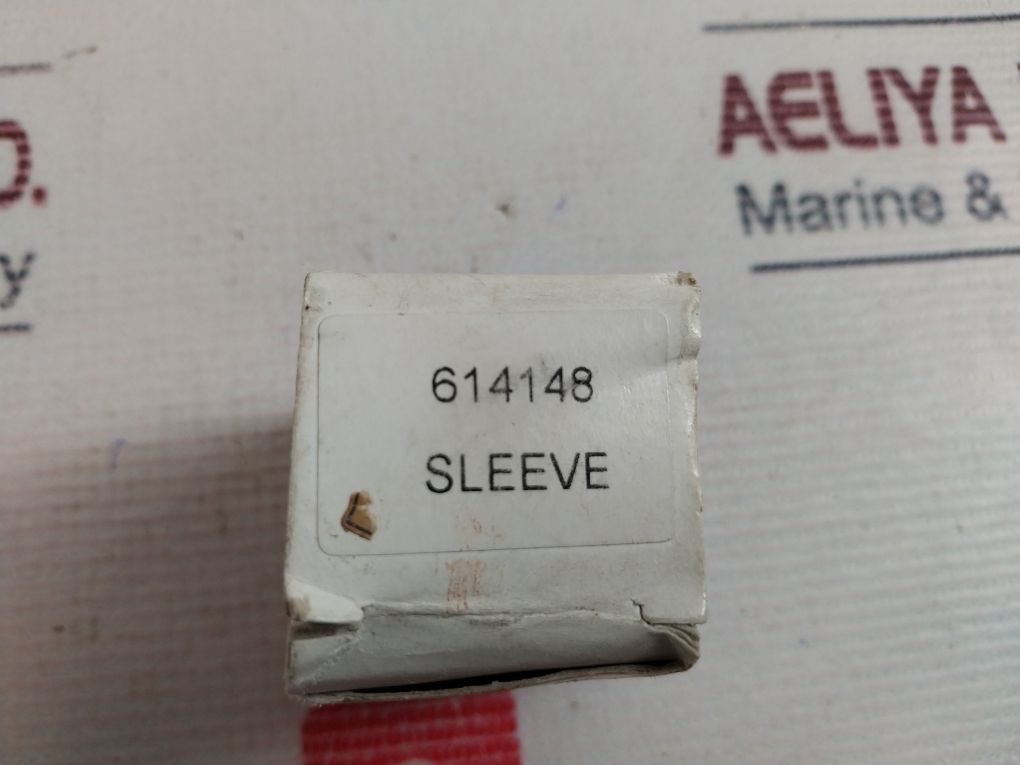 AELIYA
Marine &
D.
y
614148
SLEEVE